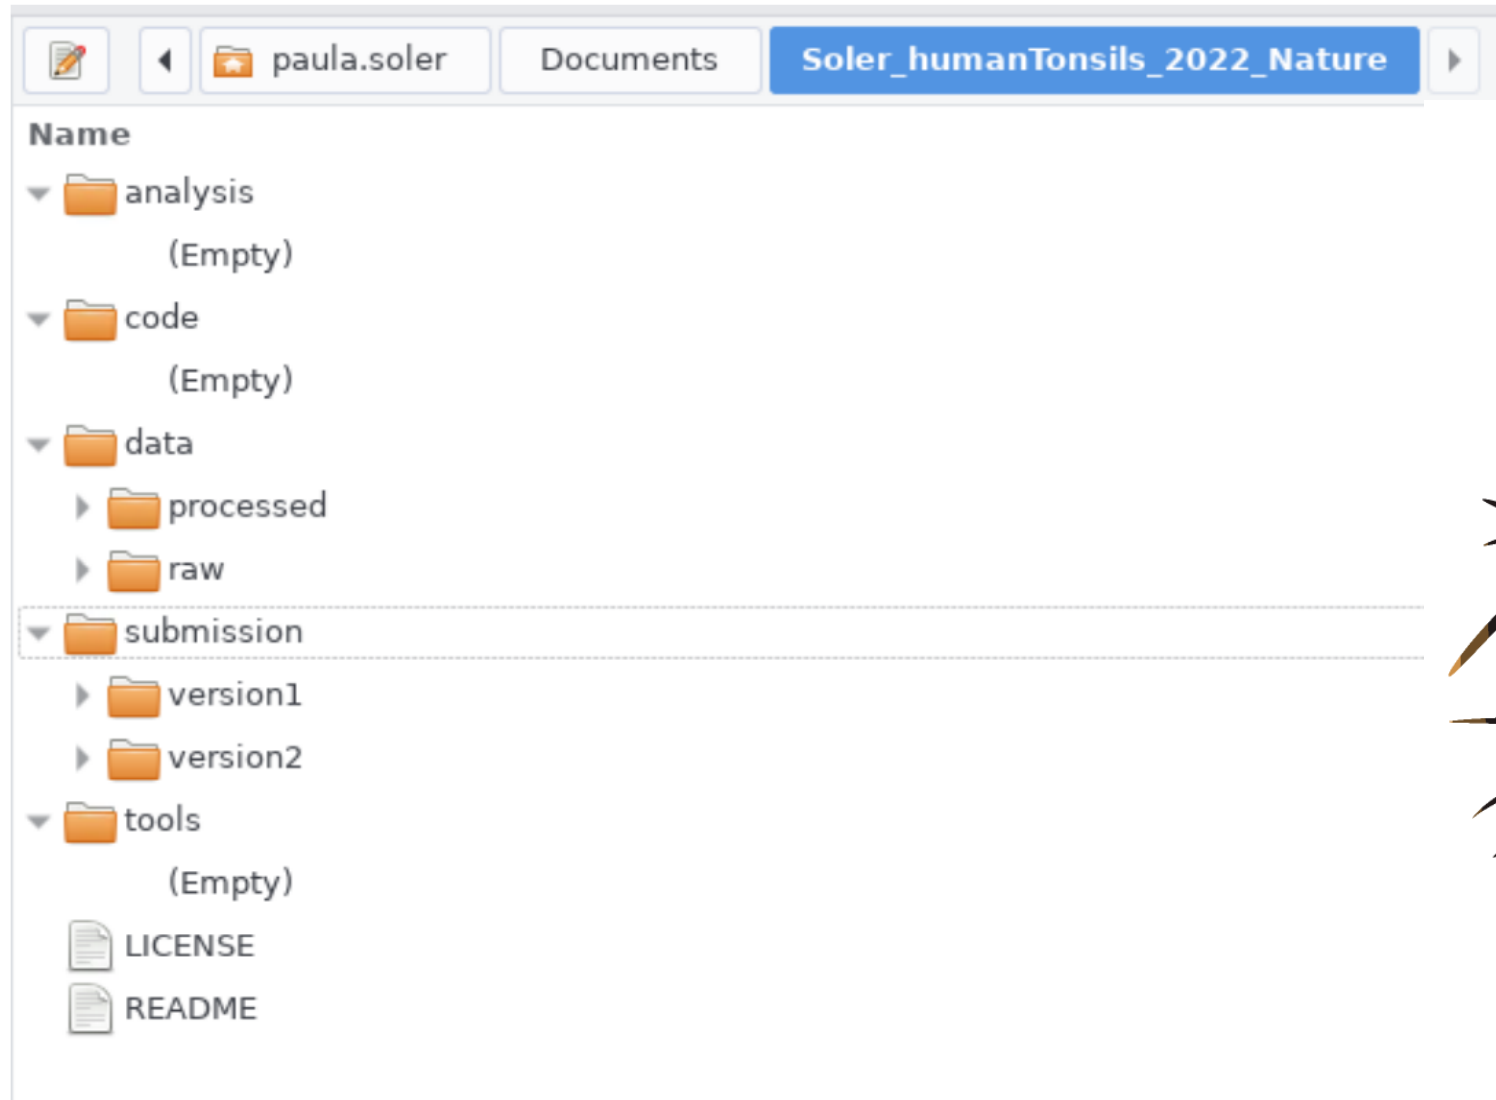 paula.soler Documents Soler_humanTonsils_2022_Nature
Name
analysis
(Empty)
code
(Empty)
data
processed
raw
submission
version1
version2
tools
(Empty)
LICENSE
README